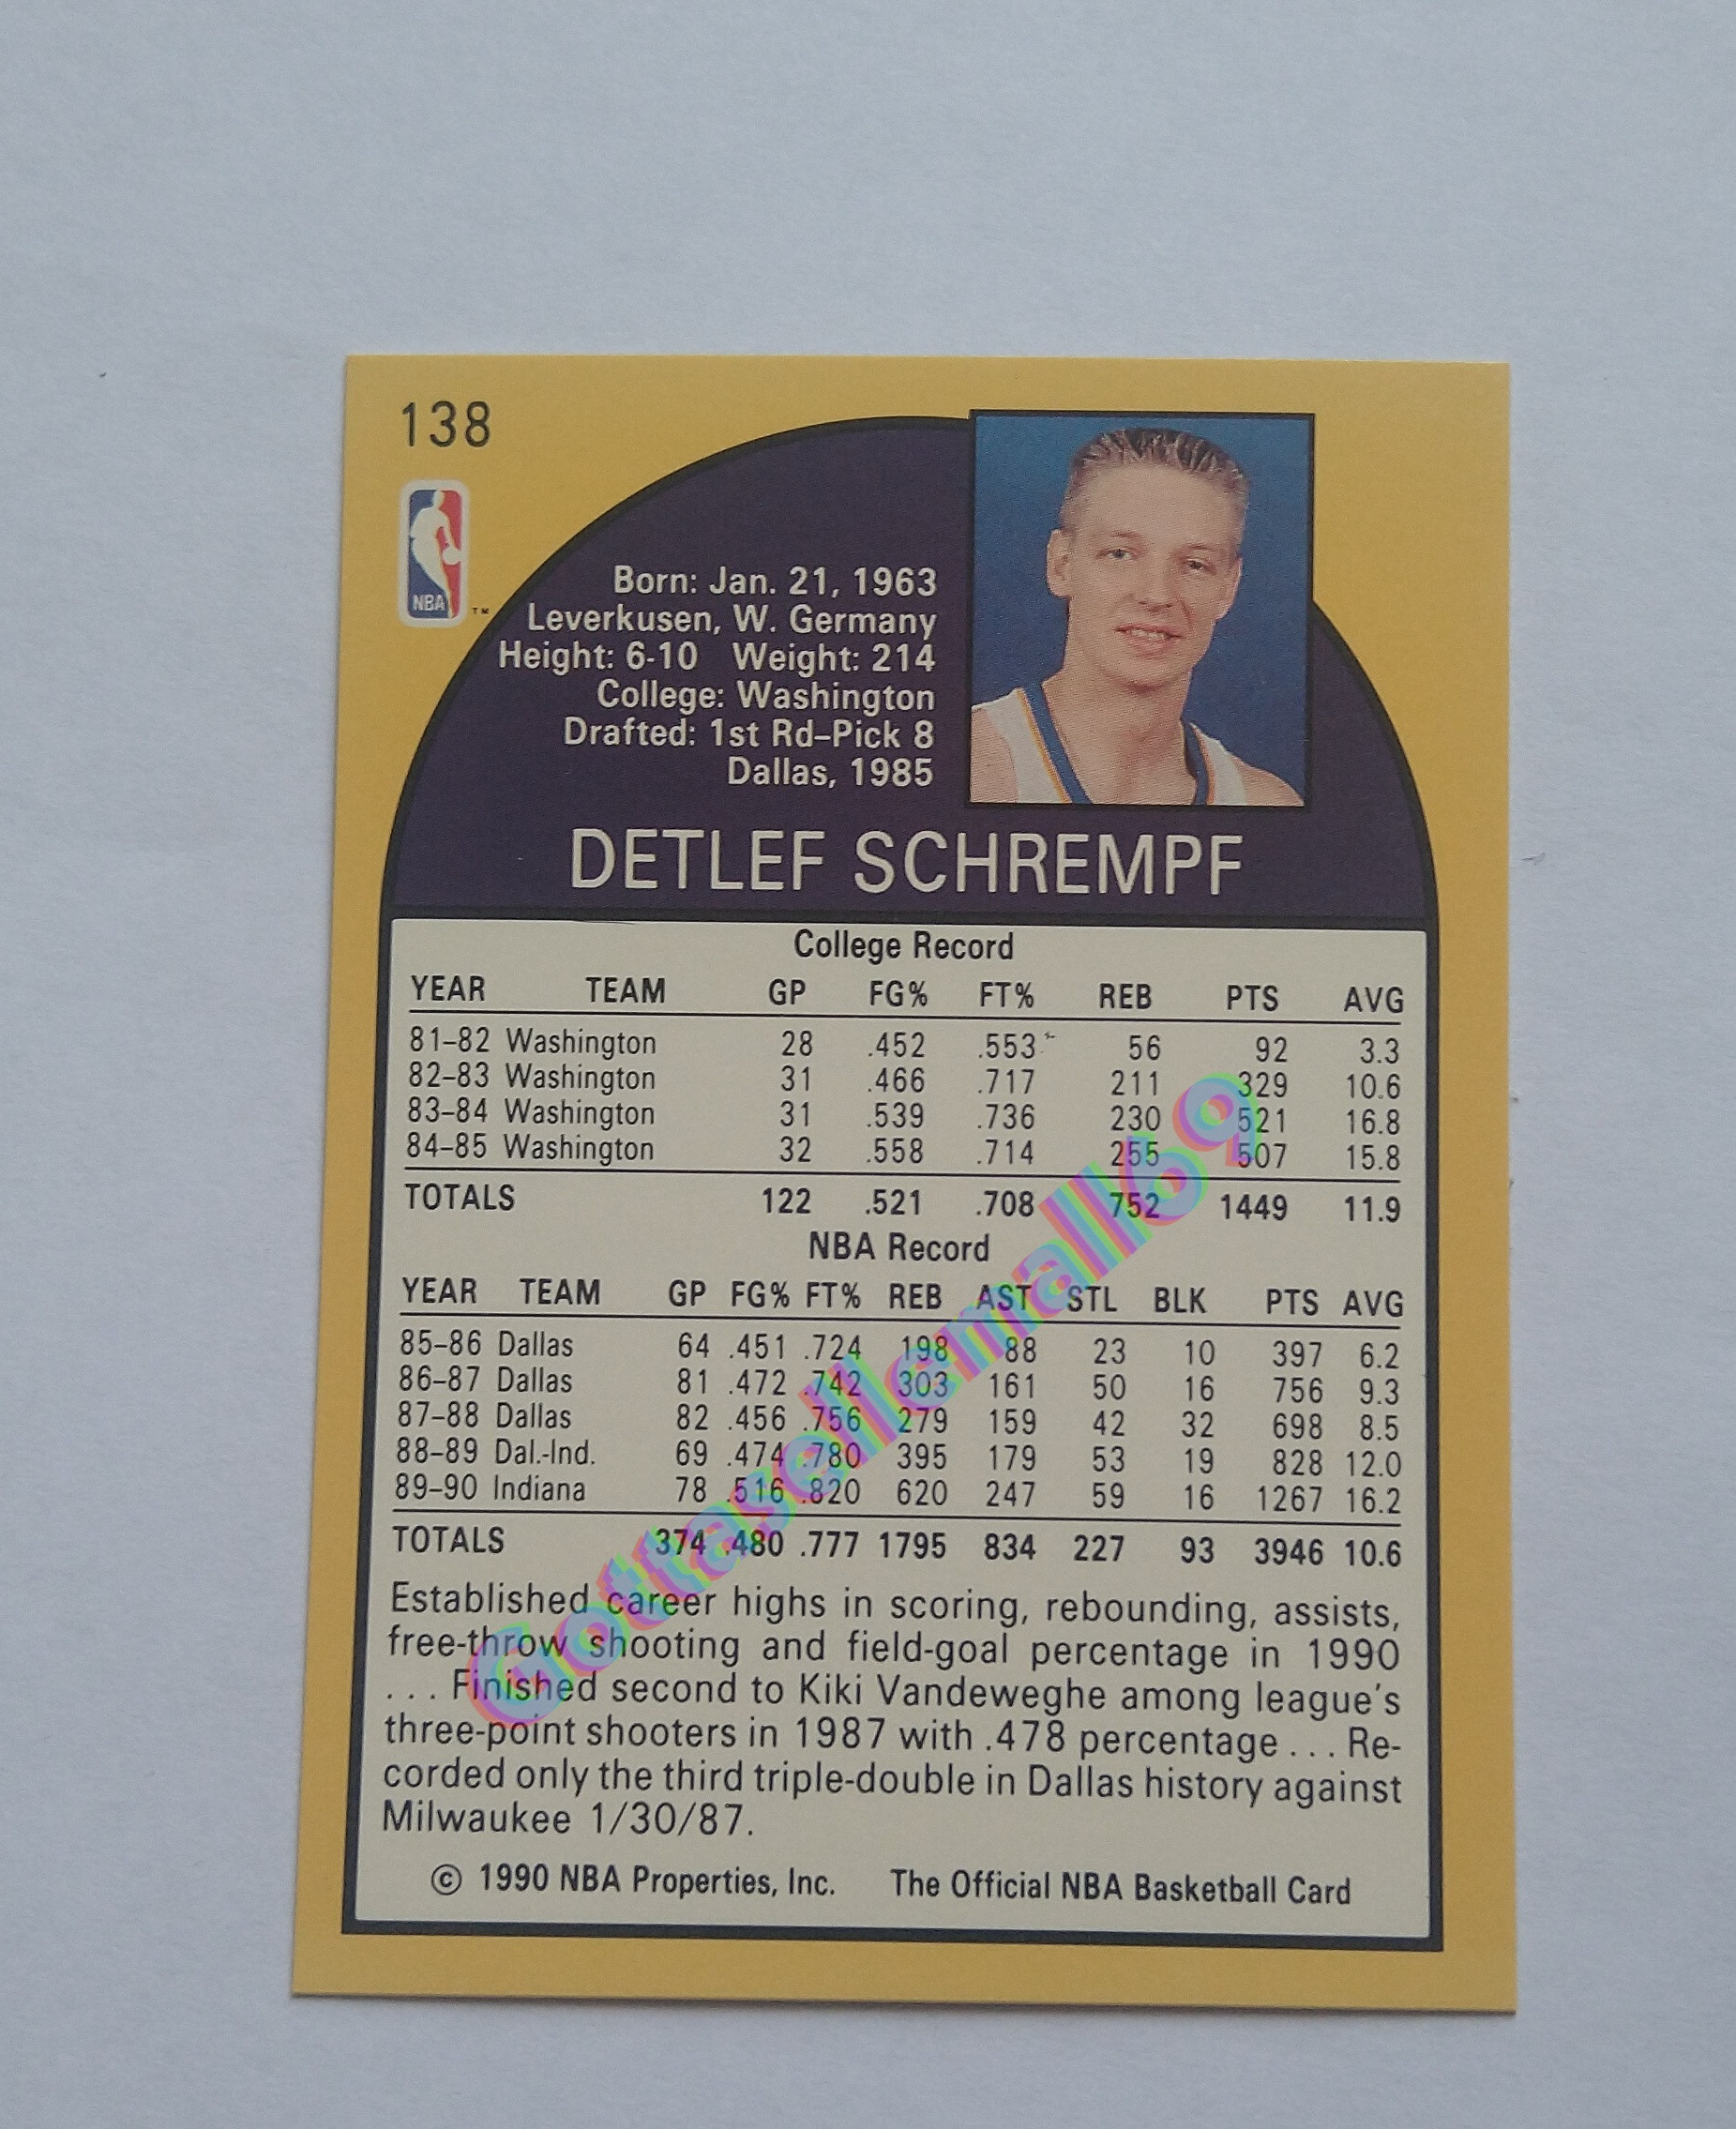 138
NBA
TM
Born: Jan. 21, 1963
Leverkusen, W. Germany
Height: 6-10 Weight: 214
College: Washington
Drafted: 1st Rd–Pick 8
Dallas, 1985
DETLEF SCHREMPF
College Record
YEAR TEAM GP FG% FT% REB PTS AVG
81–82 Washington 28 .452 .553 56 92 3.3
82–83 Washington 31 .466 .717 211 329 10.6
83–84 Washington 31 .539 .736 230 521 16.8
84–85 Washington 32 .558 .714 255 507 15.8
TOTALS 122 .521 .708 752 1449 11.9
NBA Record
YEAR TEAM GP FG% FT% REB AST STL BLK PTS AVG
85–86 Dallas 64 .451 .724 198 88 23 10 397 6.2
86–87 Dallas 81 .472 .742 303 161 50 16 756 9.3
87–88 Dallas 82 .456 .756 279 159 42 32 698 8.5
88–89 Dal.-Ind. 69 .474 .780 395 179 53 19 828 12.0
89–90 Indiana 78 .516 .820 620 247 59 16 1267 16.2
TOTALS 374 .480 .777 1795 834 227 93 3946 10.6
Established career highs in scoring, rebounding, assists,
free-throw shooting and field-goal percentage in 1990
. . . Finished second to Kiki Vandeweghe among league's
three-point shooters in 1987 with .478 percentage . . . Re-
corded only the third triple-double in Dallas history against
Milwaukee 1/30/87.
© 1990 NBA Properties, Inc. The Official NBA Basketball Card
Gottasellemall69